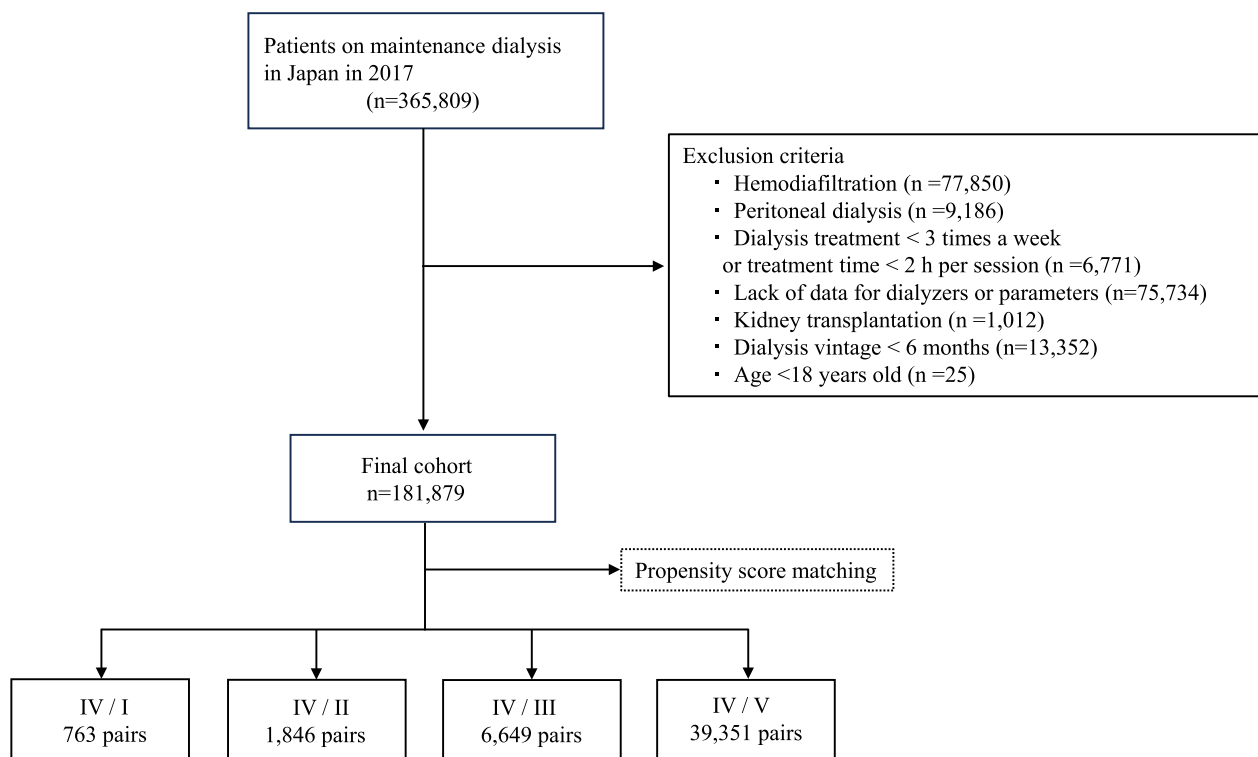 Patients on maintenance dialysis
in Japan in 2017
(n=365,809)
Exclusion criteria
・ Hemodiafiltration (n =77,850)
・ Peritoneal dialysis (n =9,186)
・ Dialysis treatment < 3 times a week
or treatment time < 2 h per session (n =6,771)
・ Lack of data for dialyzers or parameters (n=75,734)
・ Kidney transplantation (n =1,012)
・ Dialysis vintage < 6 months (n=13,352)
・ Age <18 years old (n =25)
Final cohort
n=181,879
Propensity score matching
IV / I
763 pairs
IV / II
1,846 pairs
IV / III
6,649 pairs
IV / V
39,351 pairs